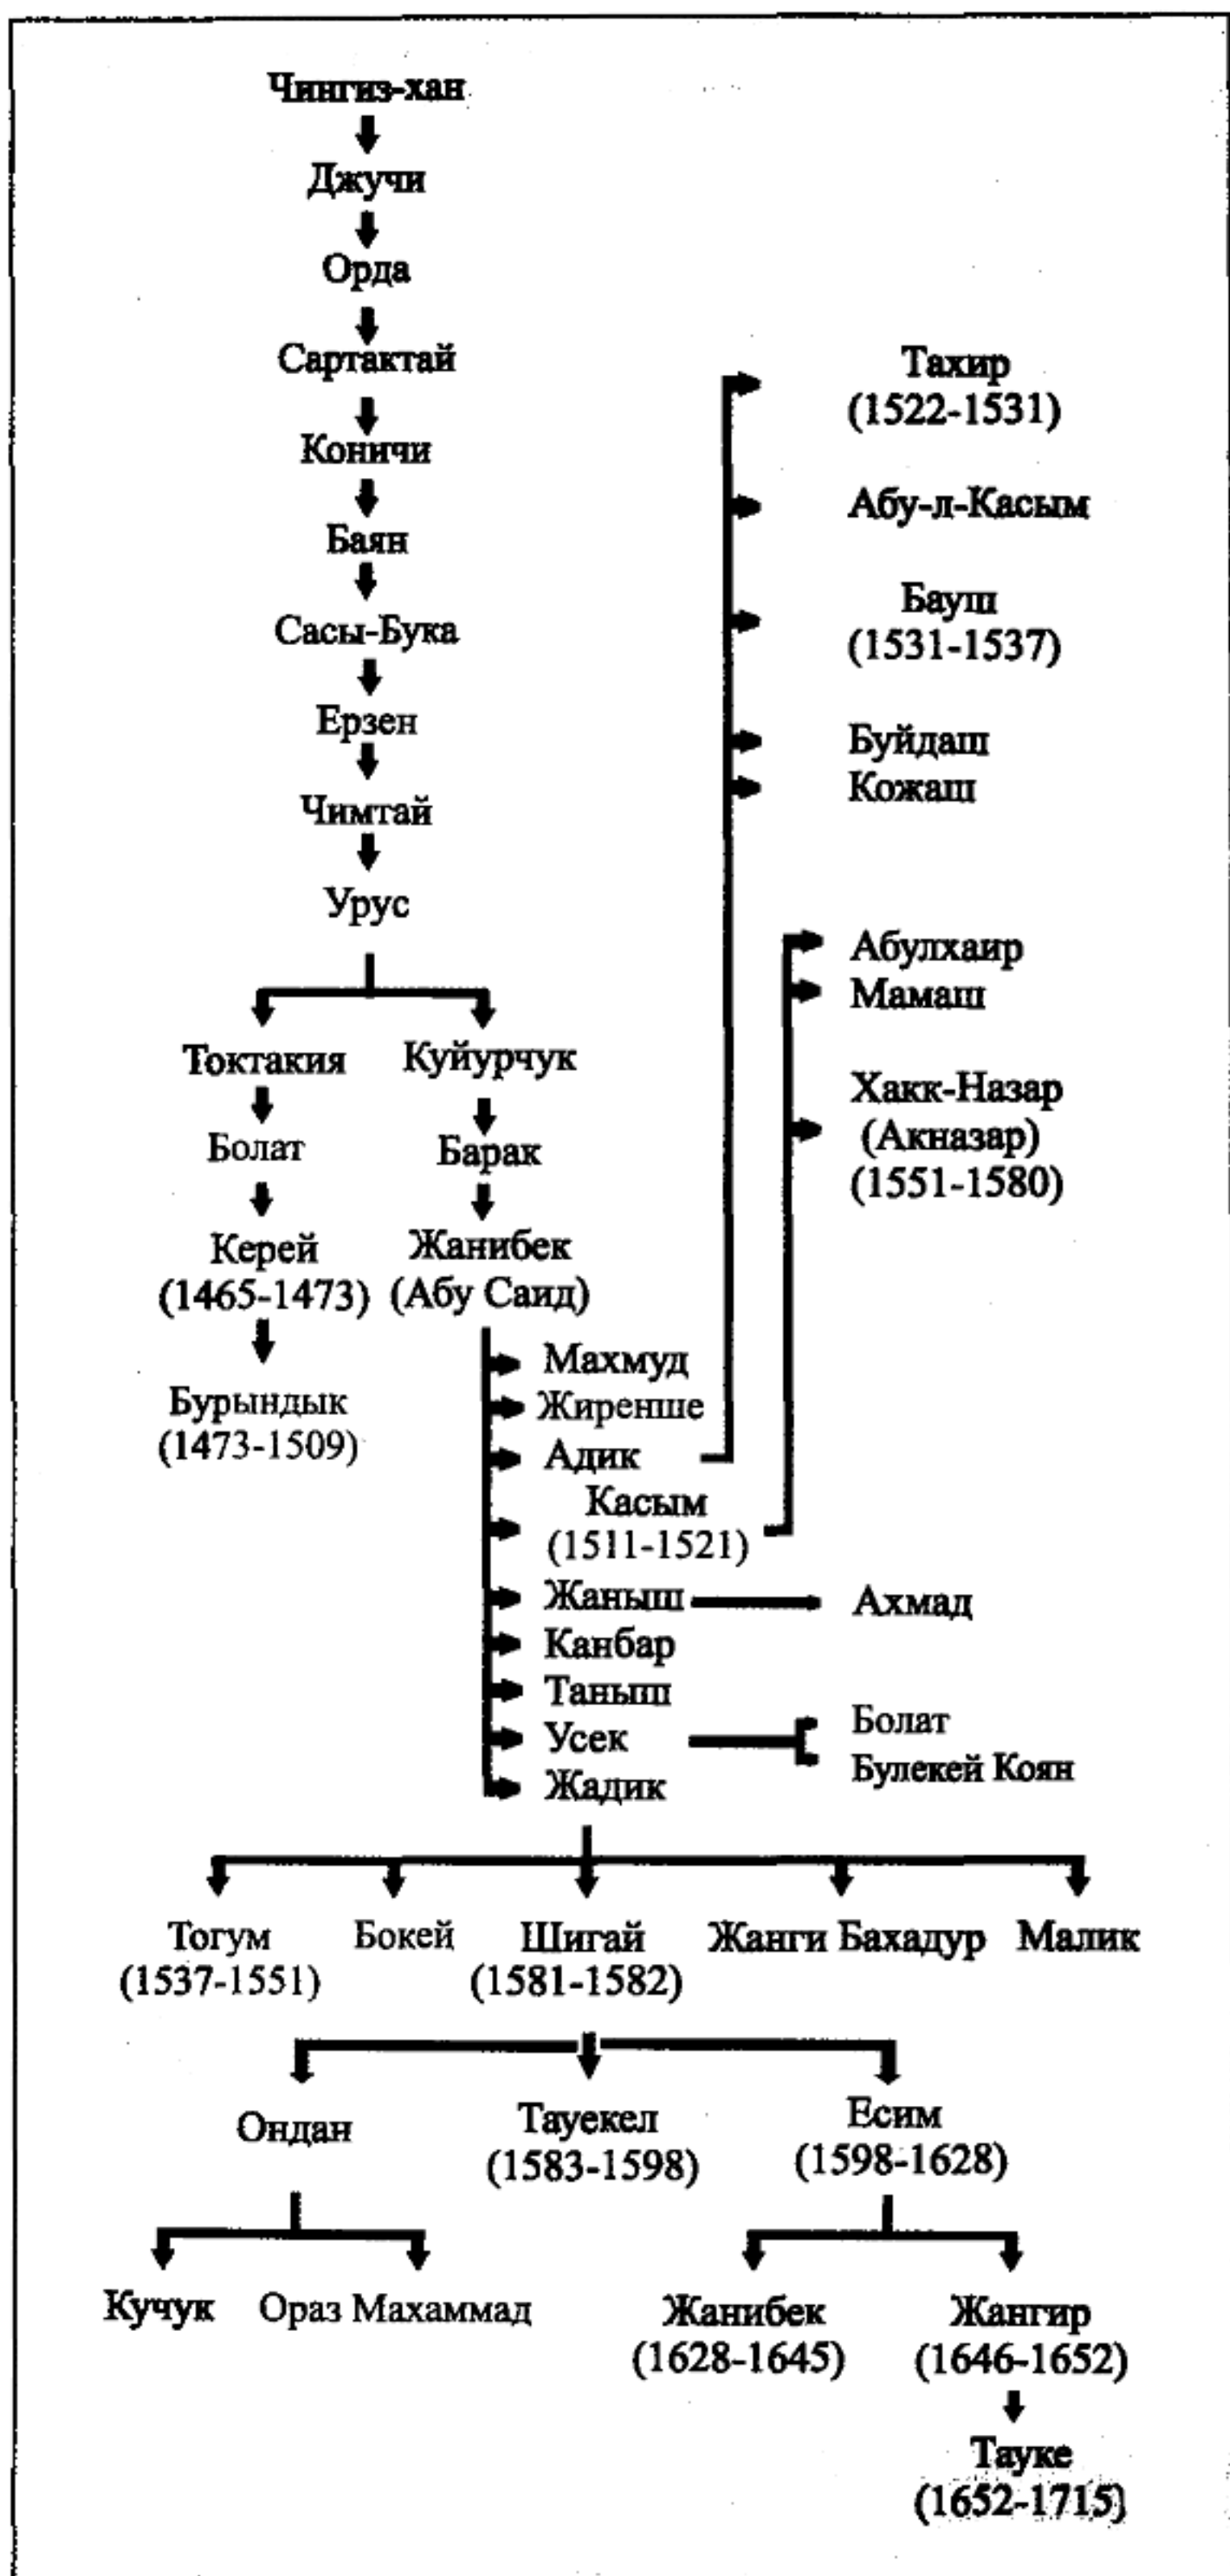 Чингиз-хан
Джучи
Орда
Сартактай
Коничи
Баян
Сасы-Бука
Ерзен
Чимтай
Урус
Токтакия
Куйурчук
Болат
Барак
Керей
(1465-1473)
Жанибек
(Абу Саид)
Бурындык
(1473-1509)
Махмуд
Жиренше
Адик
Касым
(1511-1521)
Жаныш
Канбар
Таныш
Усек
Жадик
Тахир
(1522-1531)
Абу-л-Касым
Бауш
(1531-1537)
Буйдаш
Кожаш
Абулхаир
Мамаш
Хакк-Назар
(Акназар)
(1551-1580)
Ахмад
Болат
Булекей Коян
Тогум
(1537-1551)
Бокей
Шигай
(1581-1582)
Жанги Бахадур
Малик
Ондан
Тауекел
(1583-1598)
Есим
(1598-1628)
Кучук
Ораз Махаммад
Жанибек
(1628-1645)
Жангир
(1646-1652)
Тауке
(1652-1715)